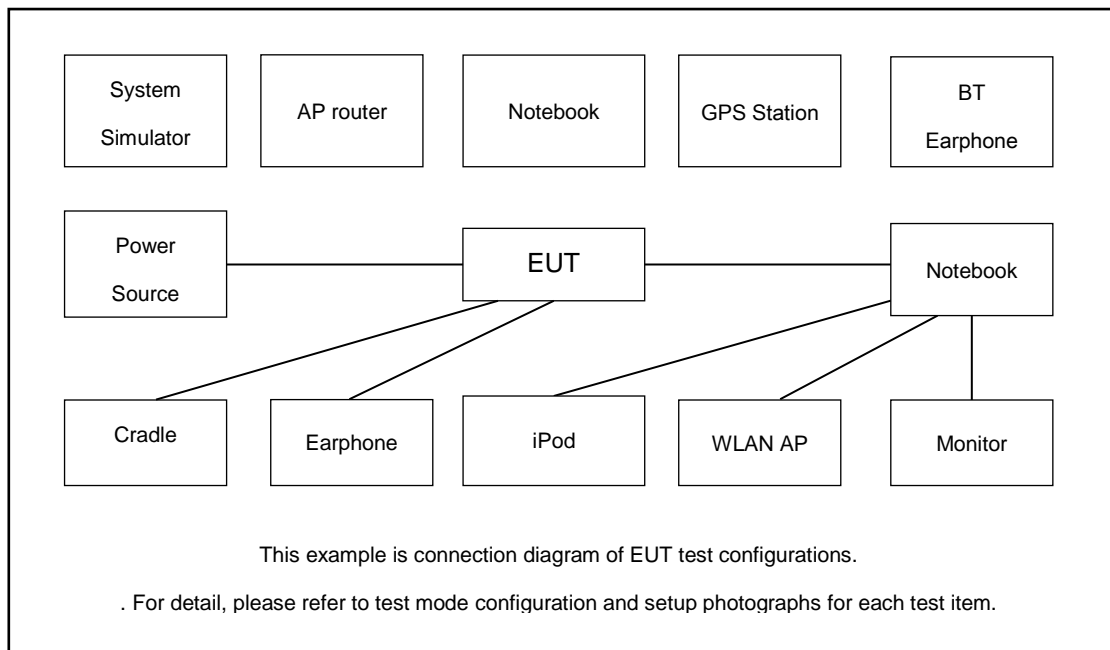 System
Simulator
AP router
Notebook
GPS Station
BT
Earphone
Power
Source
EUT
Notebook
Cradle
Earphone
iPod
WLAN AP
Monitor
This example is connection diagram of EUT test configurations.
. For detail, please refer to test mode configuration and setup photographs for each test item.